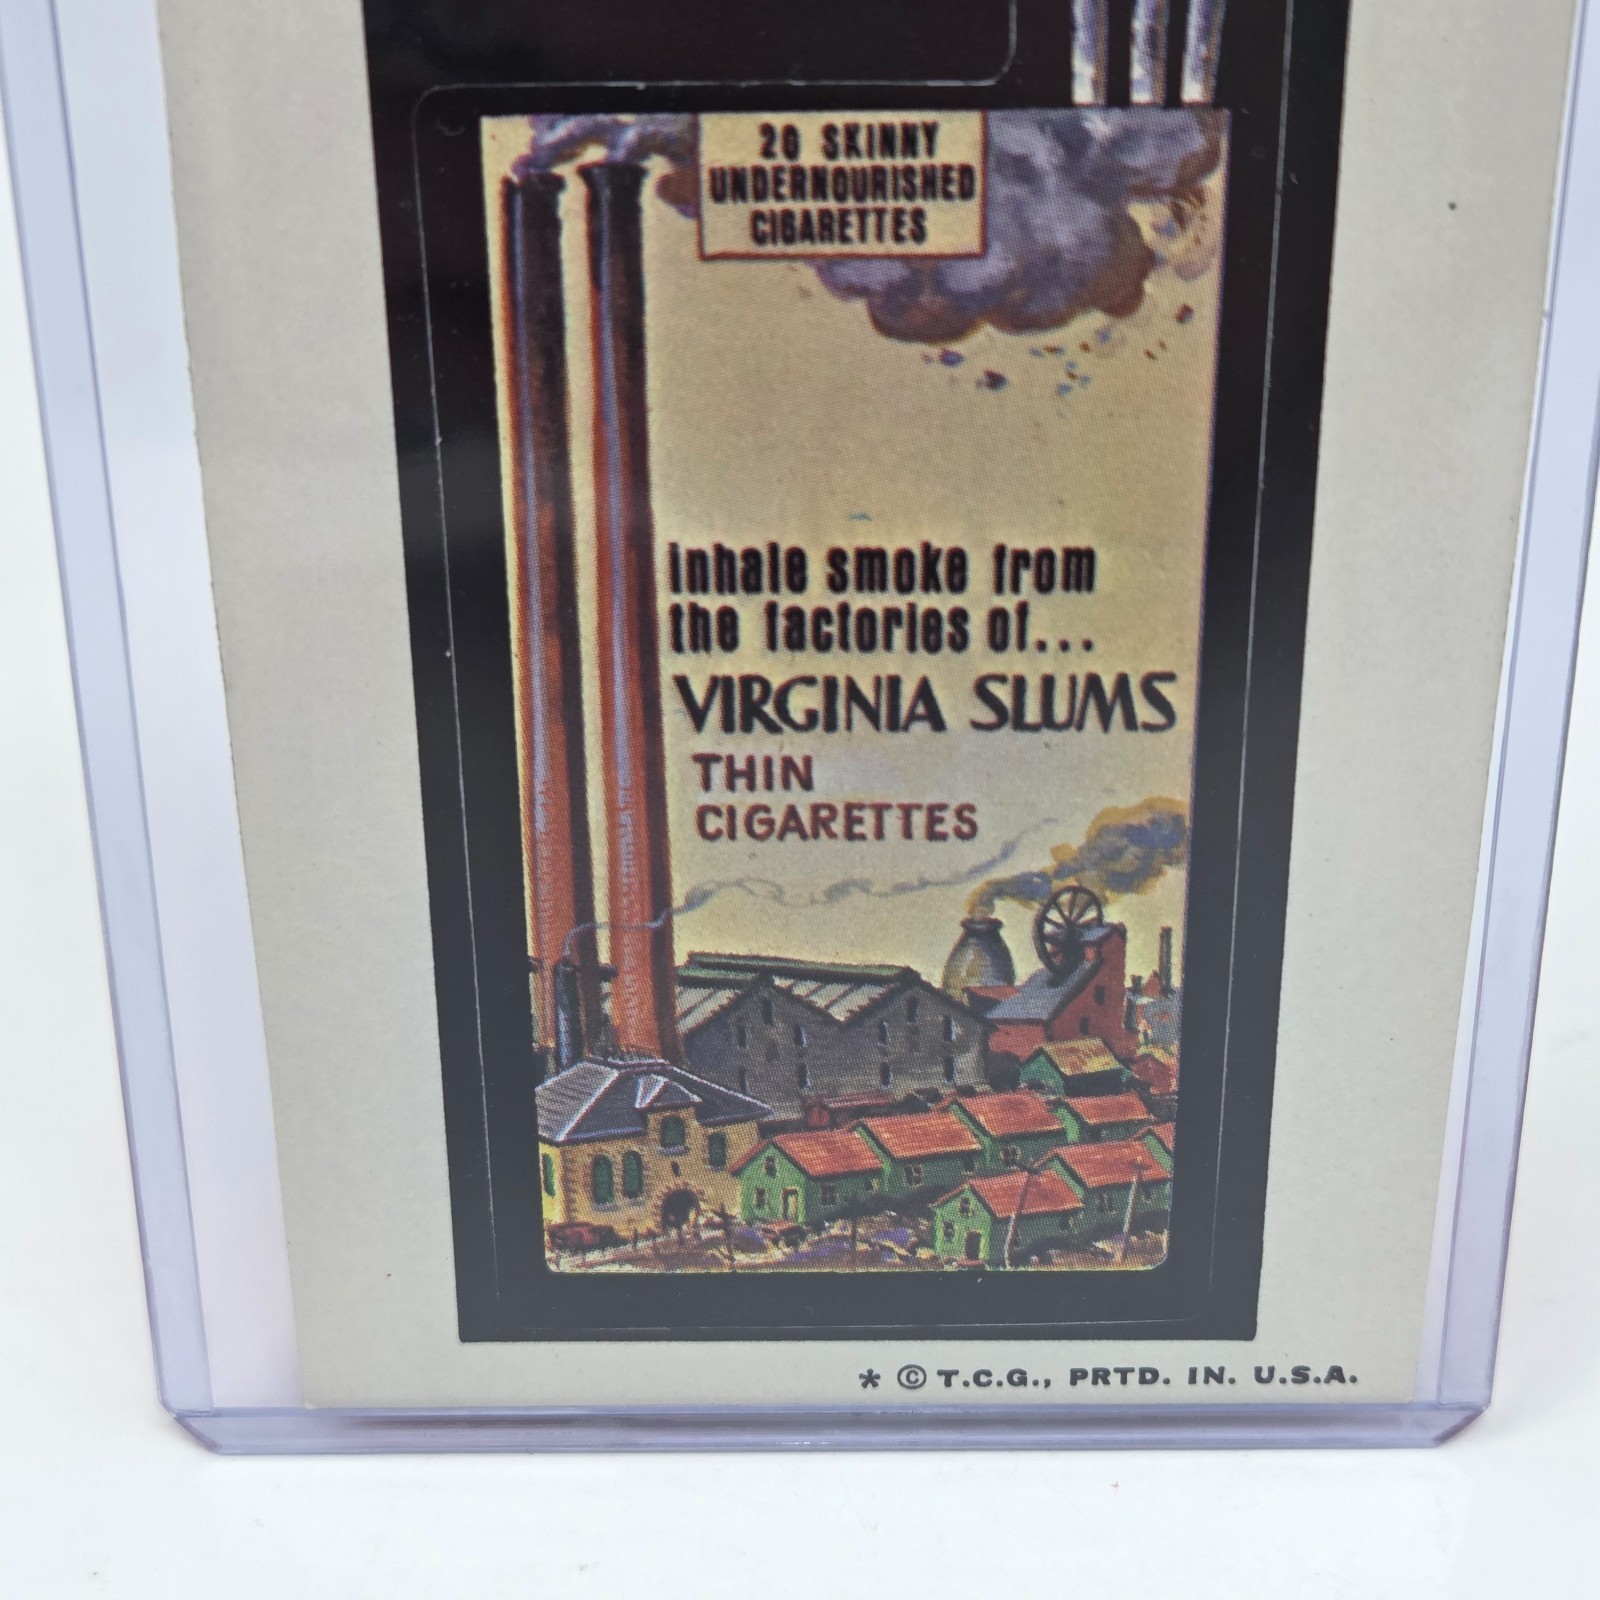 20 SKINNY
UNDERNOURISHED
CIGARETTES
inhale smoke from
the factories of...
VIRGINIA SLUMS
THIN
CIGARETTES
* © T.C.G., PRTD. IN. U.S.A.